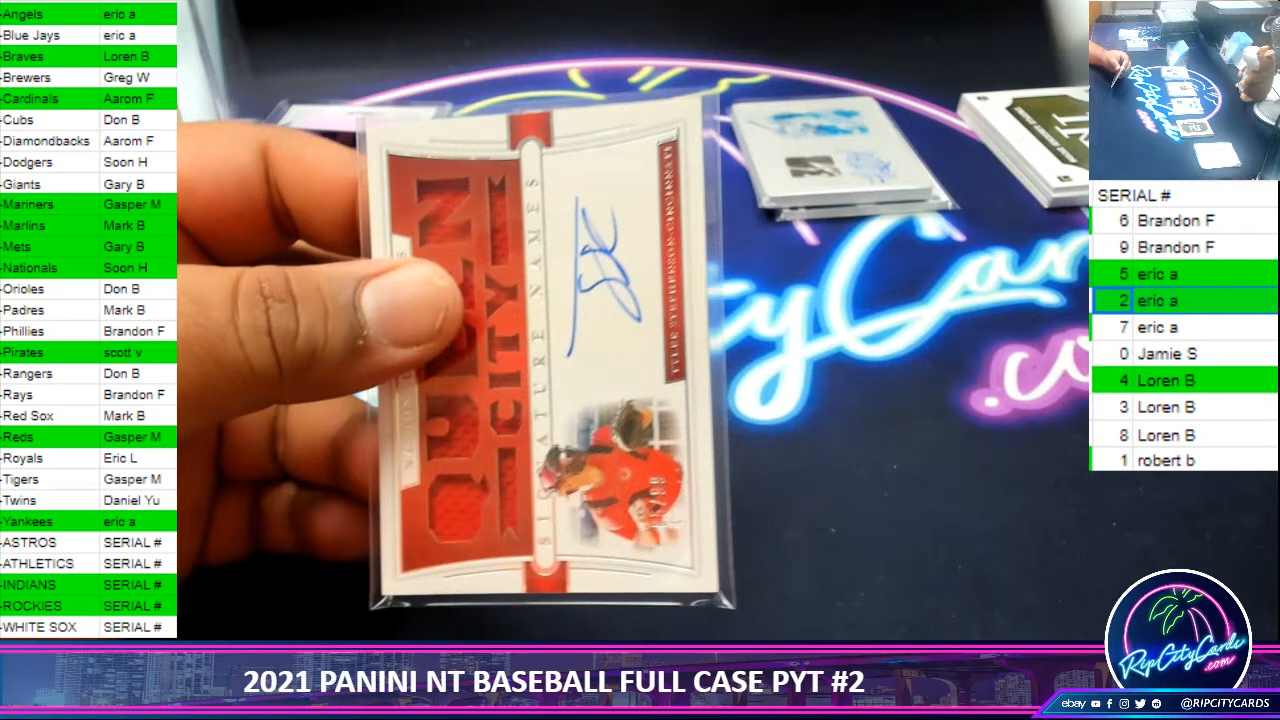 -Angels eric a
-Blue Jays eric a
-Braves Loren B
-Brewers Greg W
-Cardinals Aarom F
-Cubs Don B
-Diamondbacks Aarom F
-Dodgers Soon H
-Giants Gary B
-Mariners Gasper M
-Marlins Mark B
-Mets Gary B
-Nationals Soon H
-Orioles Don B
-Padres Mark B
-Phillies Brandon F
-Pirates scott v
-Rangers Don B
-Rays Brandon F
-Red Sox Mark B
-Reds Gasper M
-Royals Eric L
-Tigers Gasper M
-Twins Daniel Yu
-Yankees eric a
-ASTROS SERIAL #
-ATHLETICS SERIAL #
-INDIANS SERIAL #
-ROCKIES SERIAL #
-WHITE SOX SERIAL #
CITY
SIGNATURE NAMES
TYLER STEPHENSON-CINCINNATI
.co
SERIAL #
6 Brandon F
9 Brandon F
5 eric a
2 eric a
7 eric a
0 Jamie S
4 Loren B
3 Loren B
8 Loren B
1 robert b
2021 PANINI NT BASEBALL FULL CASE PYT #2
RipCityCards
.com
ebay
@RIPCITYCARDS